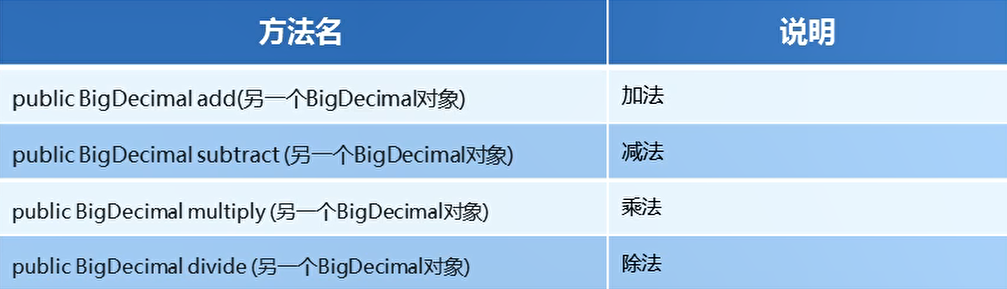 方法名 说明
public BigDecimal add(另一个BigDecimal对象) 加法
public BigDecimal subtract (另一个BigDecimal对象) 减法
public BigDecimal multiply (另一个BigDecimal对象) 乘法
public BigDecimal divide (另一个BigDecimal对象) 除法